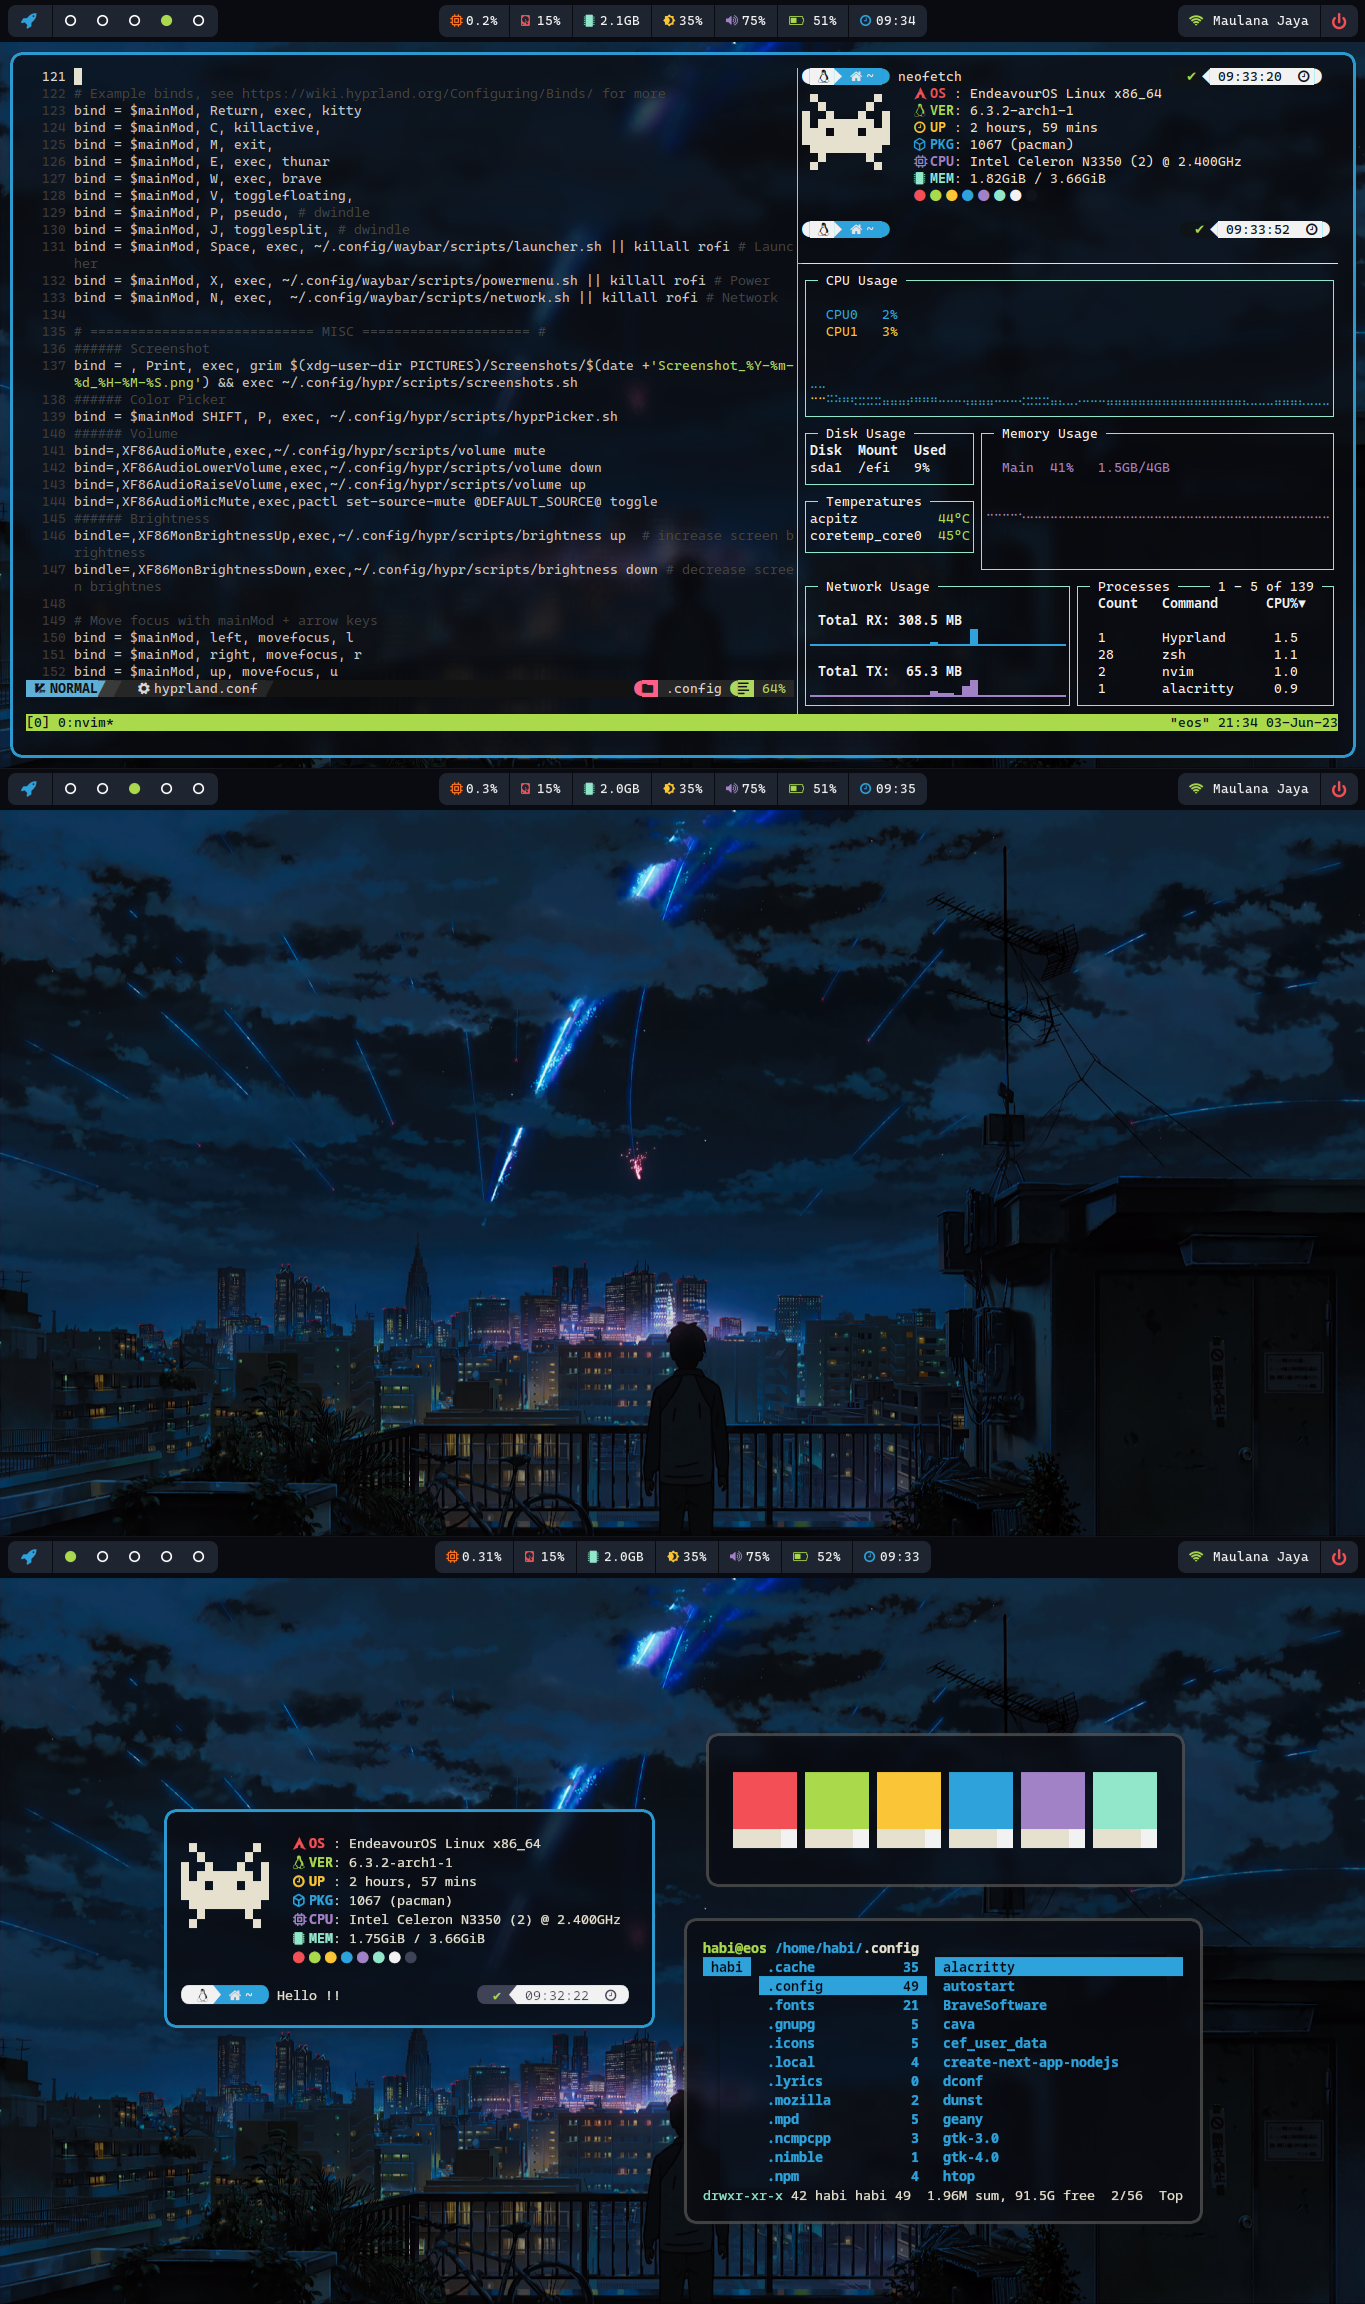 0.2% 15% 2.1GB 35% 75% 51% 09:34 Maulana Jaya
121
122 # Example binds, see https://wiki.hyprland.org/Configuring/Binds/ for more
123 bind = $mainMod, Return, exec, kitty
124 bind = $mainMod, C, killactive,
125 bind = $mainMod, M, exit,
126 bind = $mainMod, E, exec, thunar
127 bind = $mainMod, W, exec, brave
128 bind = $mainMod, V, togglefloating,
129 bind = $mainMod, P, pseudo, # dwindle
130 bind = $mainMod, J, togglesplit, # dwindle
131 bind = $mainMod, Space, exec, ~/.config/waybar/scripts/launcher.sh || killall rofi # Launc
her
132 bind = $mainMod, X, exec, ~/.config/waybar/scripts/powermenu.sh || killall rofi # Power
133 bind = $mainMod, N, exec,  ~/.config/waybar/scripts/network.sh || killall rofi # Network
134
135 # ============================ MISC ===================== #
136 ###### Screenshot
137 bind = , Print, exec, grim $(xdg-user-dir PICTURES)/Screenshots/$(date +'Screenshot_%Y-%m-
%d_%H-%M-%S.png') && exec ~/.config/hypr/scripts/screenshots.sh
138 ###### Color Picker
139 bind = $mainMod SHIFT, P, exec, ~/.config/hypr/scripts/hyprPicker.sh
140 ###### Volume
141 bind=,XF86AudioMute,exec,~/.config/hypr/scripts/volume mute
142 bind=,XF86AudioLowerVolume,exec,~/.config/hypr/scripts/volume down
143 bind=,XF86AudioRaiseVolume,exec,~/.config/hypr/scripts/volume up
144 bind=,XF86AudioMicMute,exec,pactl set-source-mute @DEFAULT_SOURCE@ toggle
145 ###### Brightness
146 bindle=,XF86MonBrightnessUp,exec,~/.config/hypr/scripts/brightness up  # increase screen b
rightness
147 bindle=,XF86MonBrightnessDown,exec,~/.config/hypr/scripts/brightness down # decrease scree
n brightnes
148
149 # Move focus with mainMod + arrow keys
150 bind = $mainMod, left, movefocus, l
151 bind = $mainMod, right, movefocus, r
152 bind = $mainMod, up, movefocus, u
NORMAL hyprland.conf .config 64%
~ neofetch ✔ 09:33:20
OS : EndeavourOS Linux x86_64
VER: 6.3.2-arch1-1
UP : 2 hours, 59 mins
PKG: 1067 (pacman)
CPU: Intel Celeron N3350 (2) @ 2.400GHz
MEM: 1.82GiB / 3.66GiB
~ ✔ 09:33:52
CPU Usage
CPU0 2%
CPU1 3%
Disk Usage
Disk Mount Used
sda1 /efi 9%
Memory Usage
Main 41% 1.5GB/4GB
Temperatures
acpitz 44°C
coretemp_core0 45°C
Network Usage
Total RX: 308.5 MB
Total TX: 65.3 MB
Processes 1 - 5 of 139
Count Command CPU%▼
1 Hyprland 1.5
28 zsh 1.1
2 nvim 1.0
1 alacritty 0.9
[0] 0:nvim* "eos" 21:34 03-Jun-23
0.3% 15% 2.0GB 35% 75% 51% 09:35 Maulana Jaya
0.31% 15% 2.0GB 35% 75% 52% 09:33 Maulana Jaya
OS : EndeavourOS Linux x86_64
VER: 6.3.2-arch1-1
UP : 2 hours, 57 mins
PKG: 1067 (pacman)
CPU: Intel Celeron N3350 (2) @ 2.400GHz
MEM: 1.75GiB / 3.66GiB
~ Hello !! ✔ 09:32:22
habi@eos /home/habi/.config
habi .cache 35 alacritty
.config 49 autostart
.fonts 21 BraveSoftware
.gnupg 5 cava
.icons 5 cef_user_data
.local 4 create-next-app-nodejs
.lyrics 0 dconf
.mozilla 2 dunst
.mpd 5 geany
.ncmpcpp 3 gtk-3.0
.nimble 1 gtk-4.0
.npm 4 htop
drwxr-xr-x 42 habi habi 49 1.96M sum, 91.5G free 2/56 Top